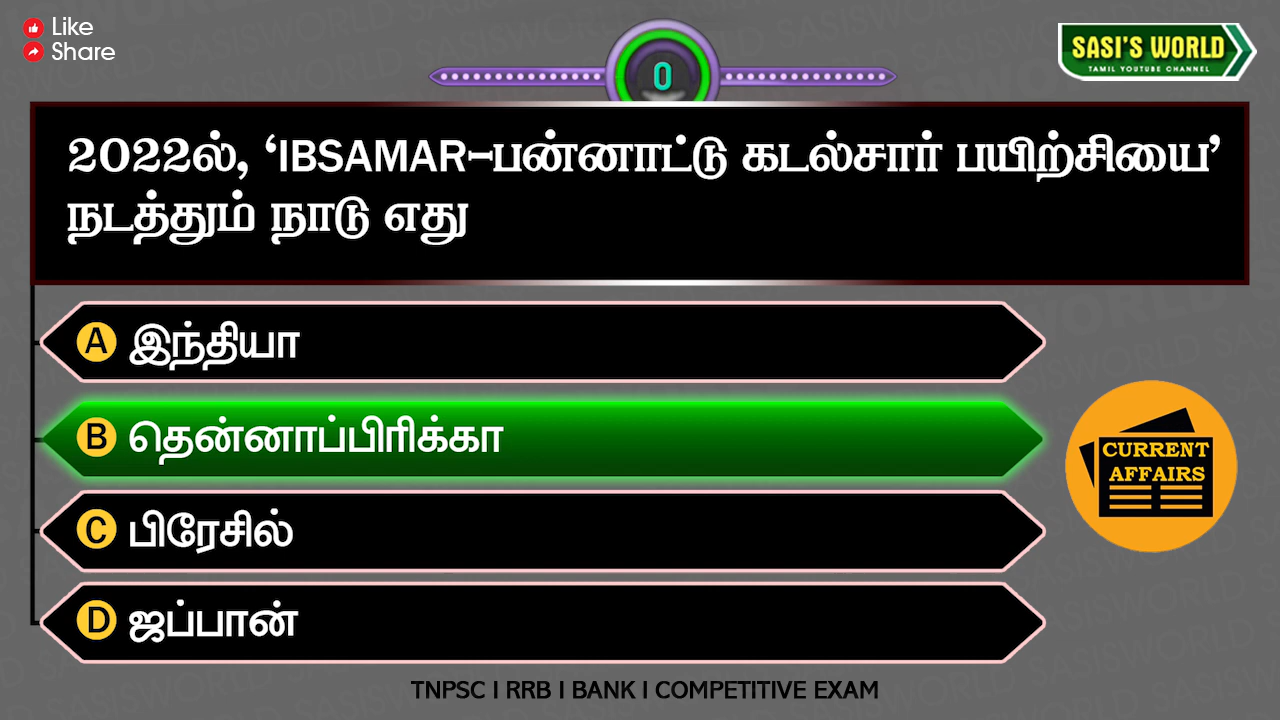 Like
Share
0
SASI'S WORLD
TAMIL YOUTUBE CHANNEL
2022ல், ‘IBSAMAR-பன்னாட்டு கடல்சார் பயிற்சியை’
நடத்தும் நாடு எது
A இந்தியா
B தென்னாப்பிரிக்கா
C பிரேசில்
D ஜப்பான்
CURRENT
AFFAIRS
TNPSC I RRB I BANK I COMPETITIVE EXAM